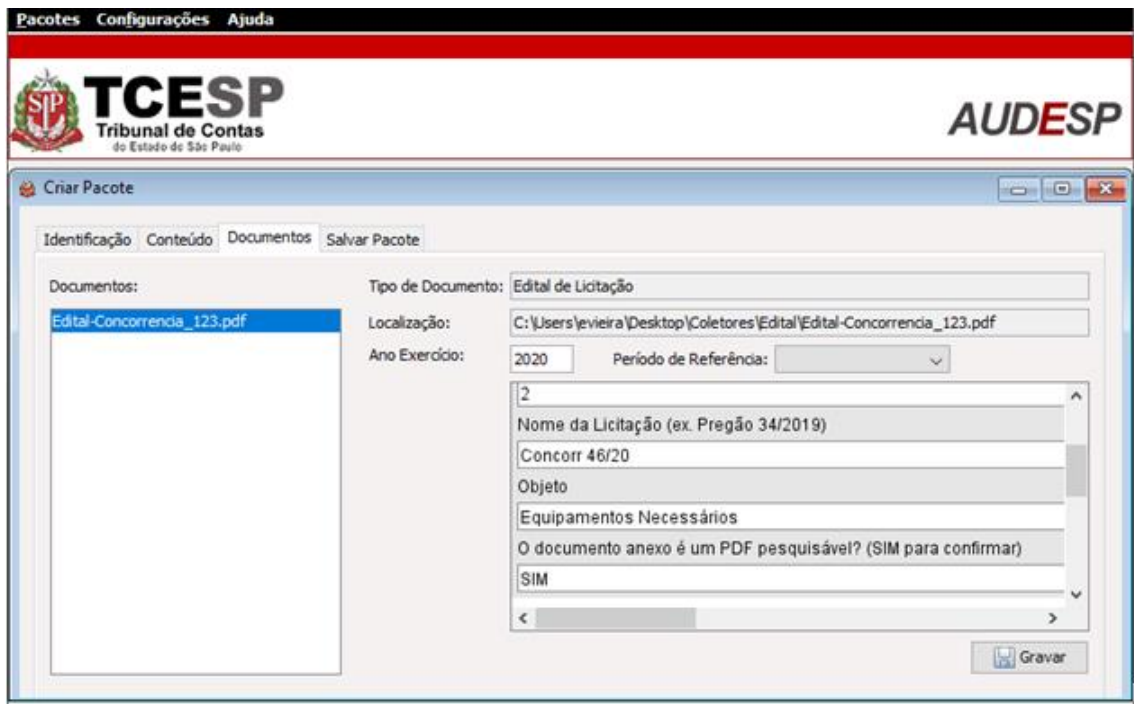 Pacotes Configurações Ajuda
TCESP
Tribunal de Contas
do Estado de São Paulo
AUDESP
Criar Pacote
Identificação Conteúdo Documentos Salvar Pacote
Documentos:
Edital-Concorrencia_123.pdf
Tipo de Documento: Edital de Licitação
Localização: C:\Users\evieira\Desktop\Coletores\Edital\Edital-Concorrencia_123.pdf
Ano Exercício: 2020 Período de Referência:
2
Nome da Licitação (ex. Pregão 34/2019)
Concorr 46/20
Objeto
Equipamentos Necessários
O documento anexo é um PDF pesquisável? (SIM para confirmar)
SIM
Gravar